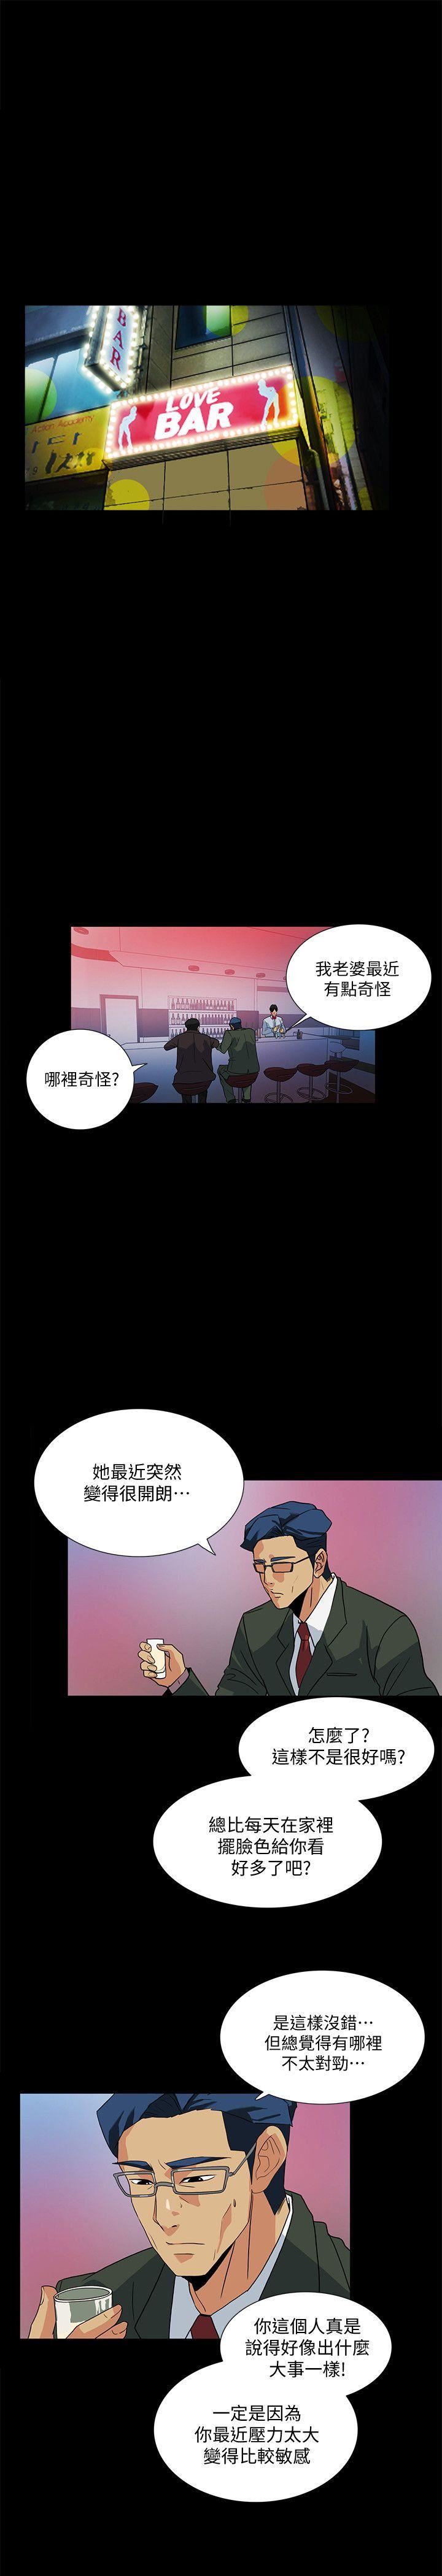 BAR
LOVE
BAR
Action Academy
我老婆最近
有點奇怪
哪裡奇怪?
她最近突然
變得很開朗⋯
怎麼了?
這樣不是很好嗎?
總比每天在家裡
擺臉色給你看
好多了吧?
是這樣沒錯⋯
但總覺得有哪裡
不太對勁⋯
你這個人真是
說得好像出什麼
大事一樣!
一定是因為
你最近壓力太大
變得比較敏感